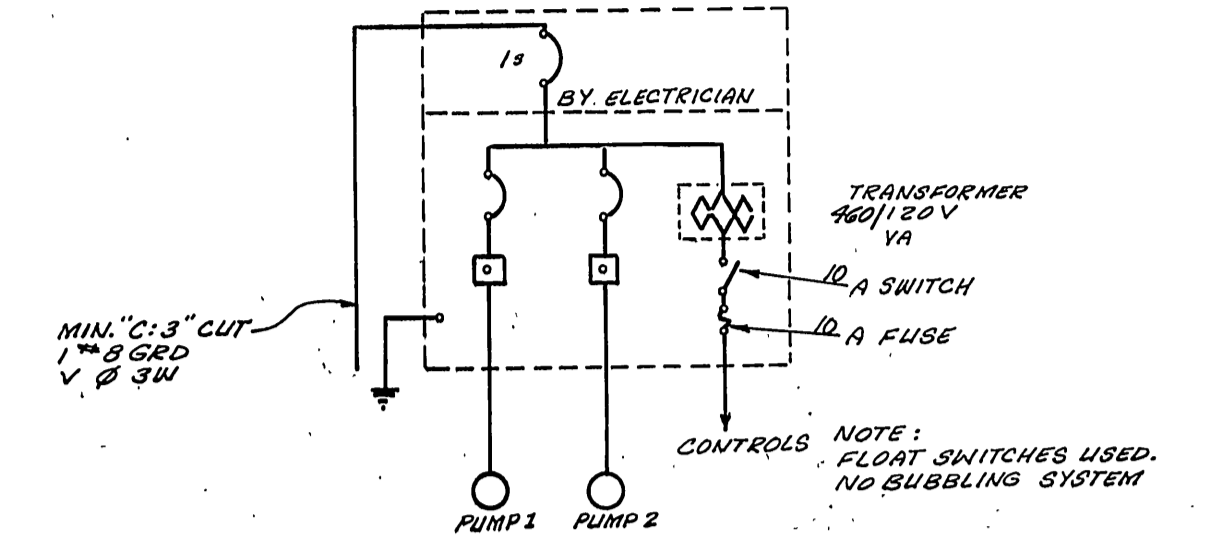 15
BY. ELECTRICIAN
TRANSFORMER
460/120V
VA
10 A SWITCH
10 A FUSE
MIN. "C:3" CUT
1 #8 GRD
V Ø 3W
CONTROLS
NOTE:
FLOAT SWITCHES USED.
NO BUBBLING SYSTEM
PUMP 1
PUMP 2